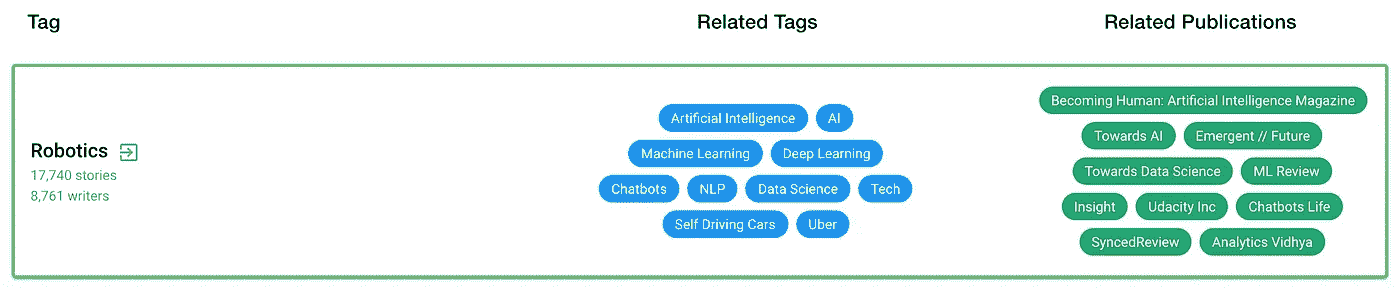 Tag Related Tags Related Publications
Robotics
17,740 stories
8,761 writers
Artificial Intelligence AI
Machine Learning Deep Learning
Chatbots NLP Data Science Tech
Self Driving Cars Uber
Becoming Human: Artificial Intelligence Magazine
Towards AI Emergent // Future
Towards Data Science ML Review
Insight Udacity Inc Chatbots Life
SyncedReview Analytics Vidhya